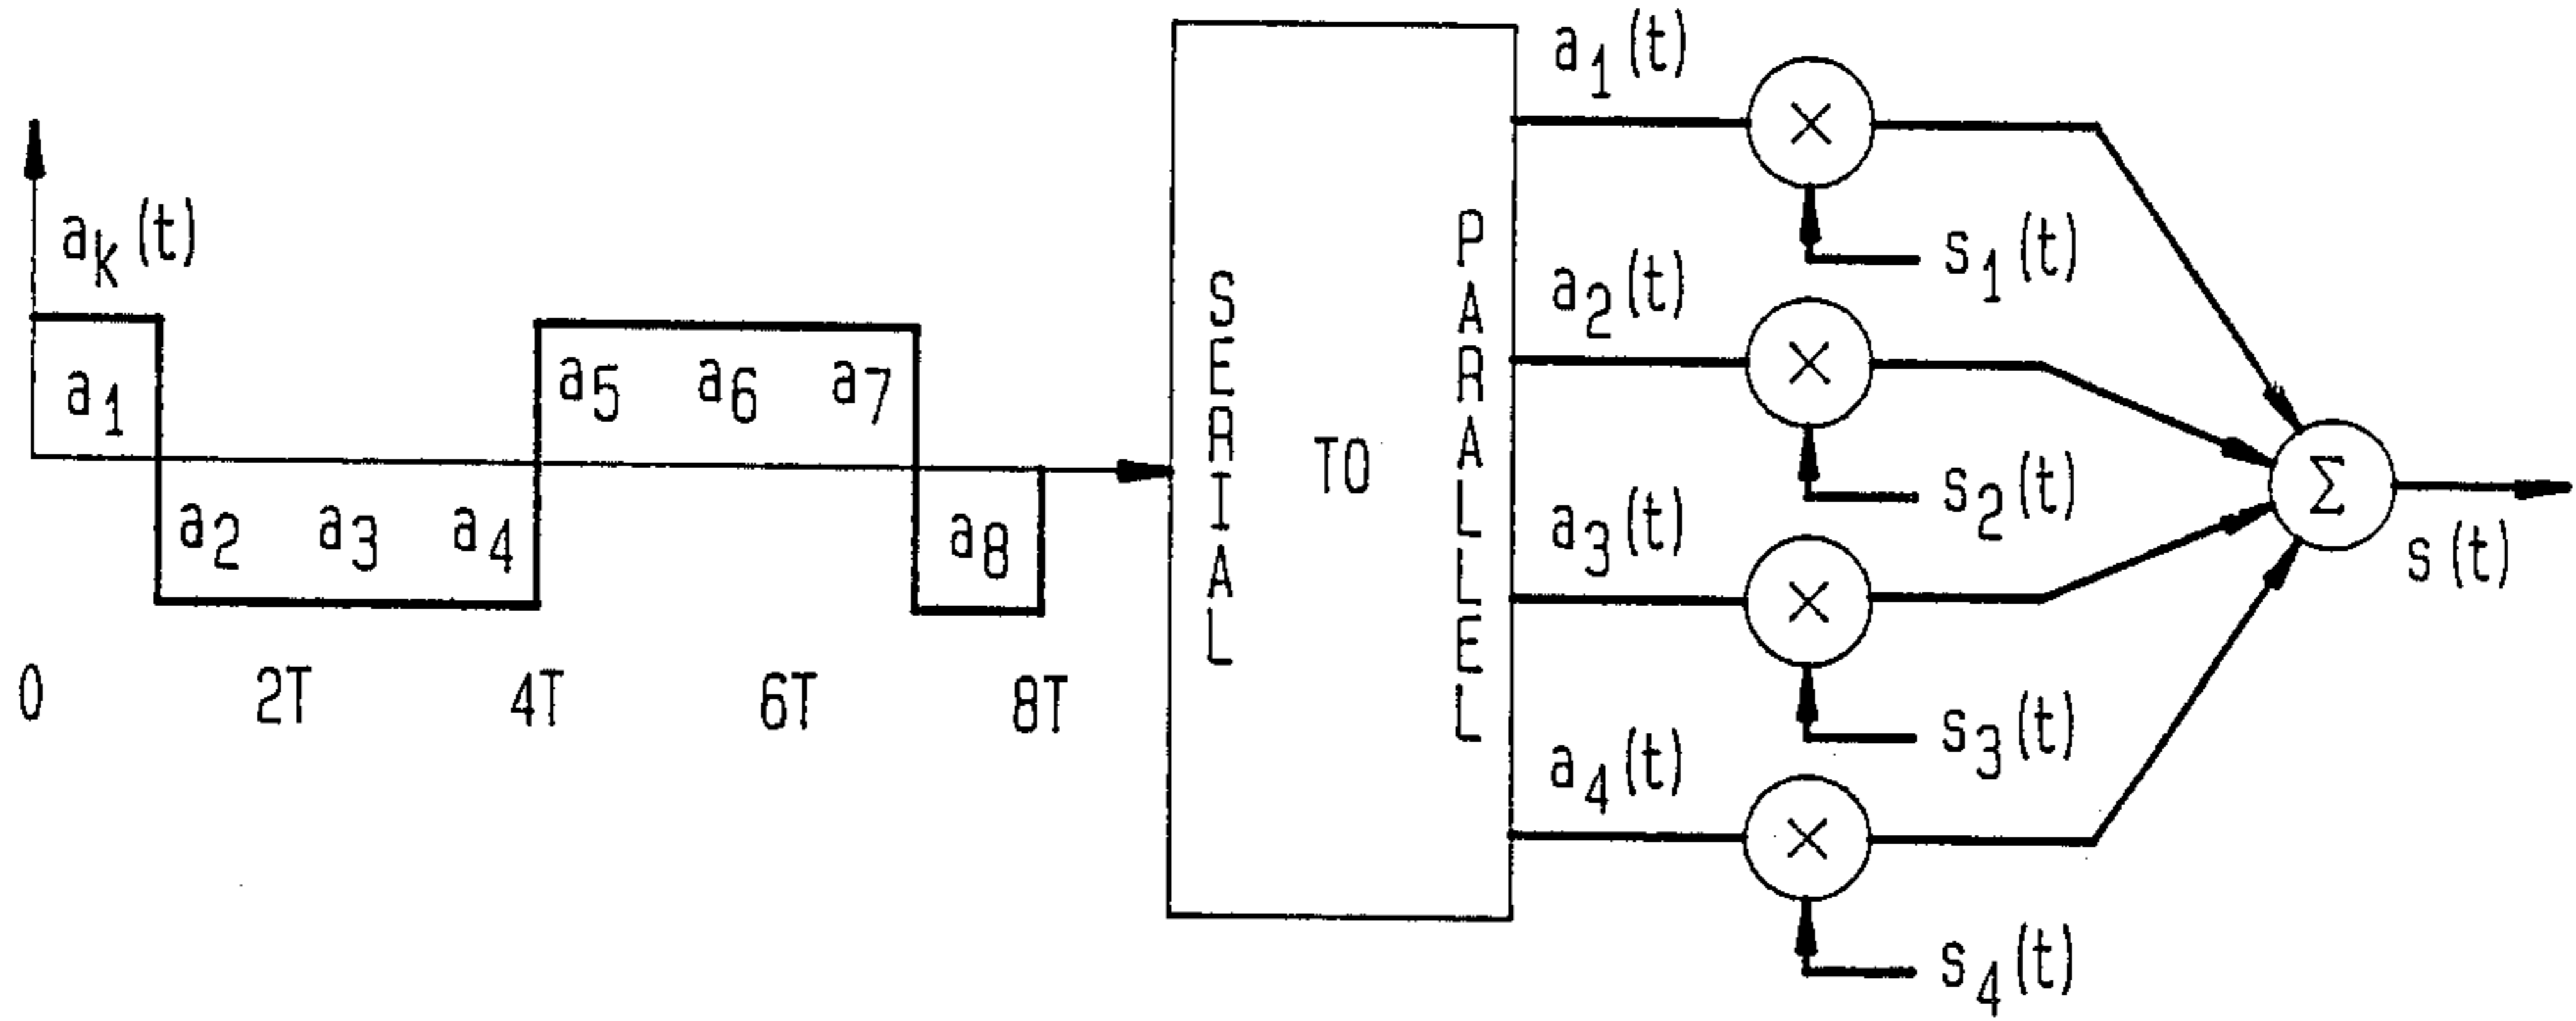 a1(t)
ak(t)
s1(t)
a2(t)
a1
a5 a6 a7
SERIAL
TO
PARALLEL
s2(t)
a2 a3 a4
a8
a3(t)
Σ
s(t)
0 2T 4T 6T 8T
s3(t)
a4(t)
s4(t)